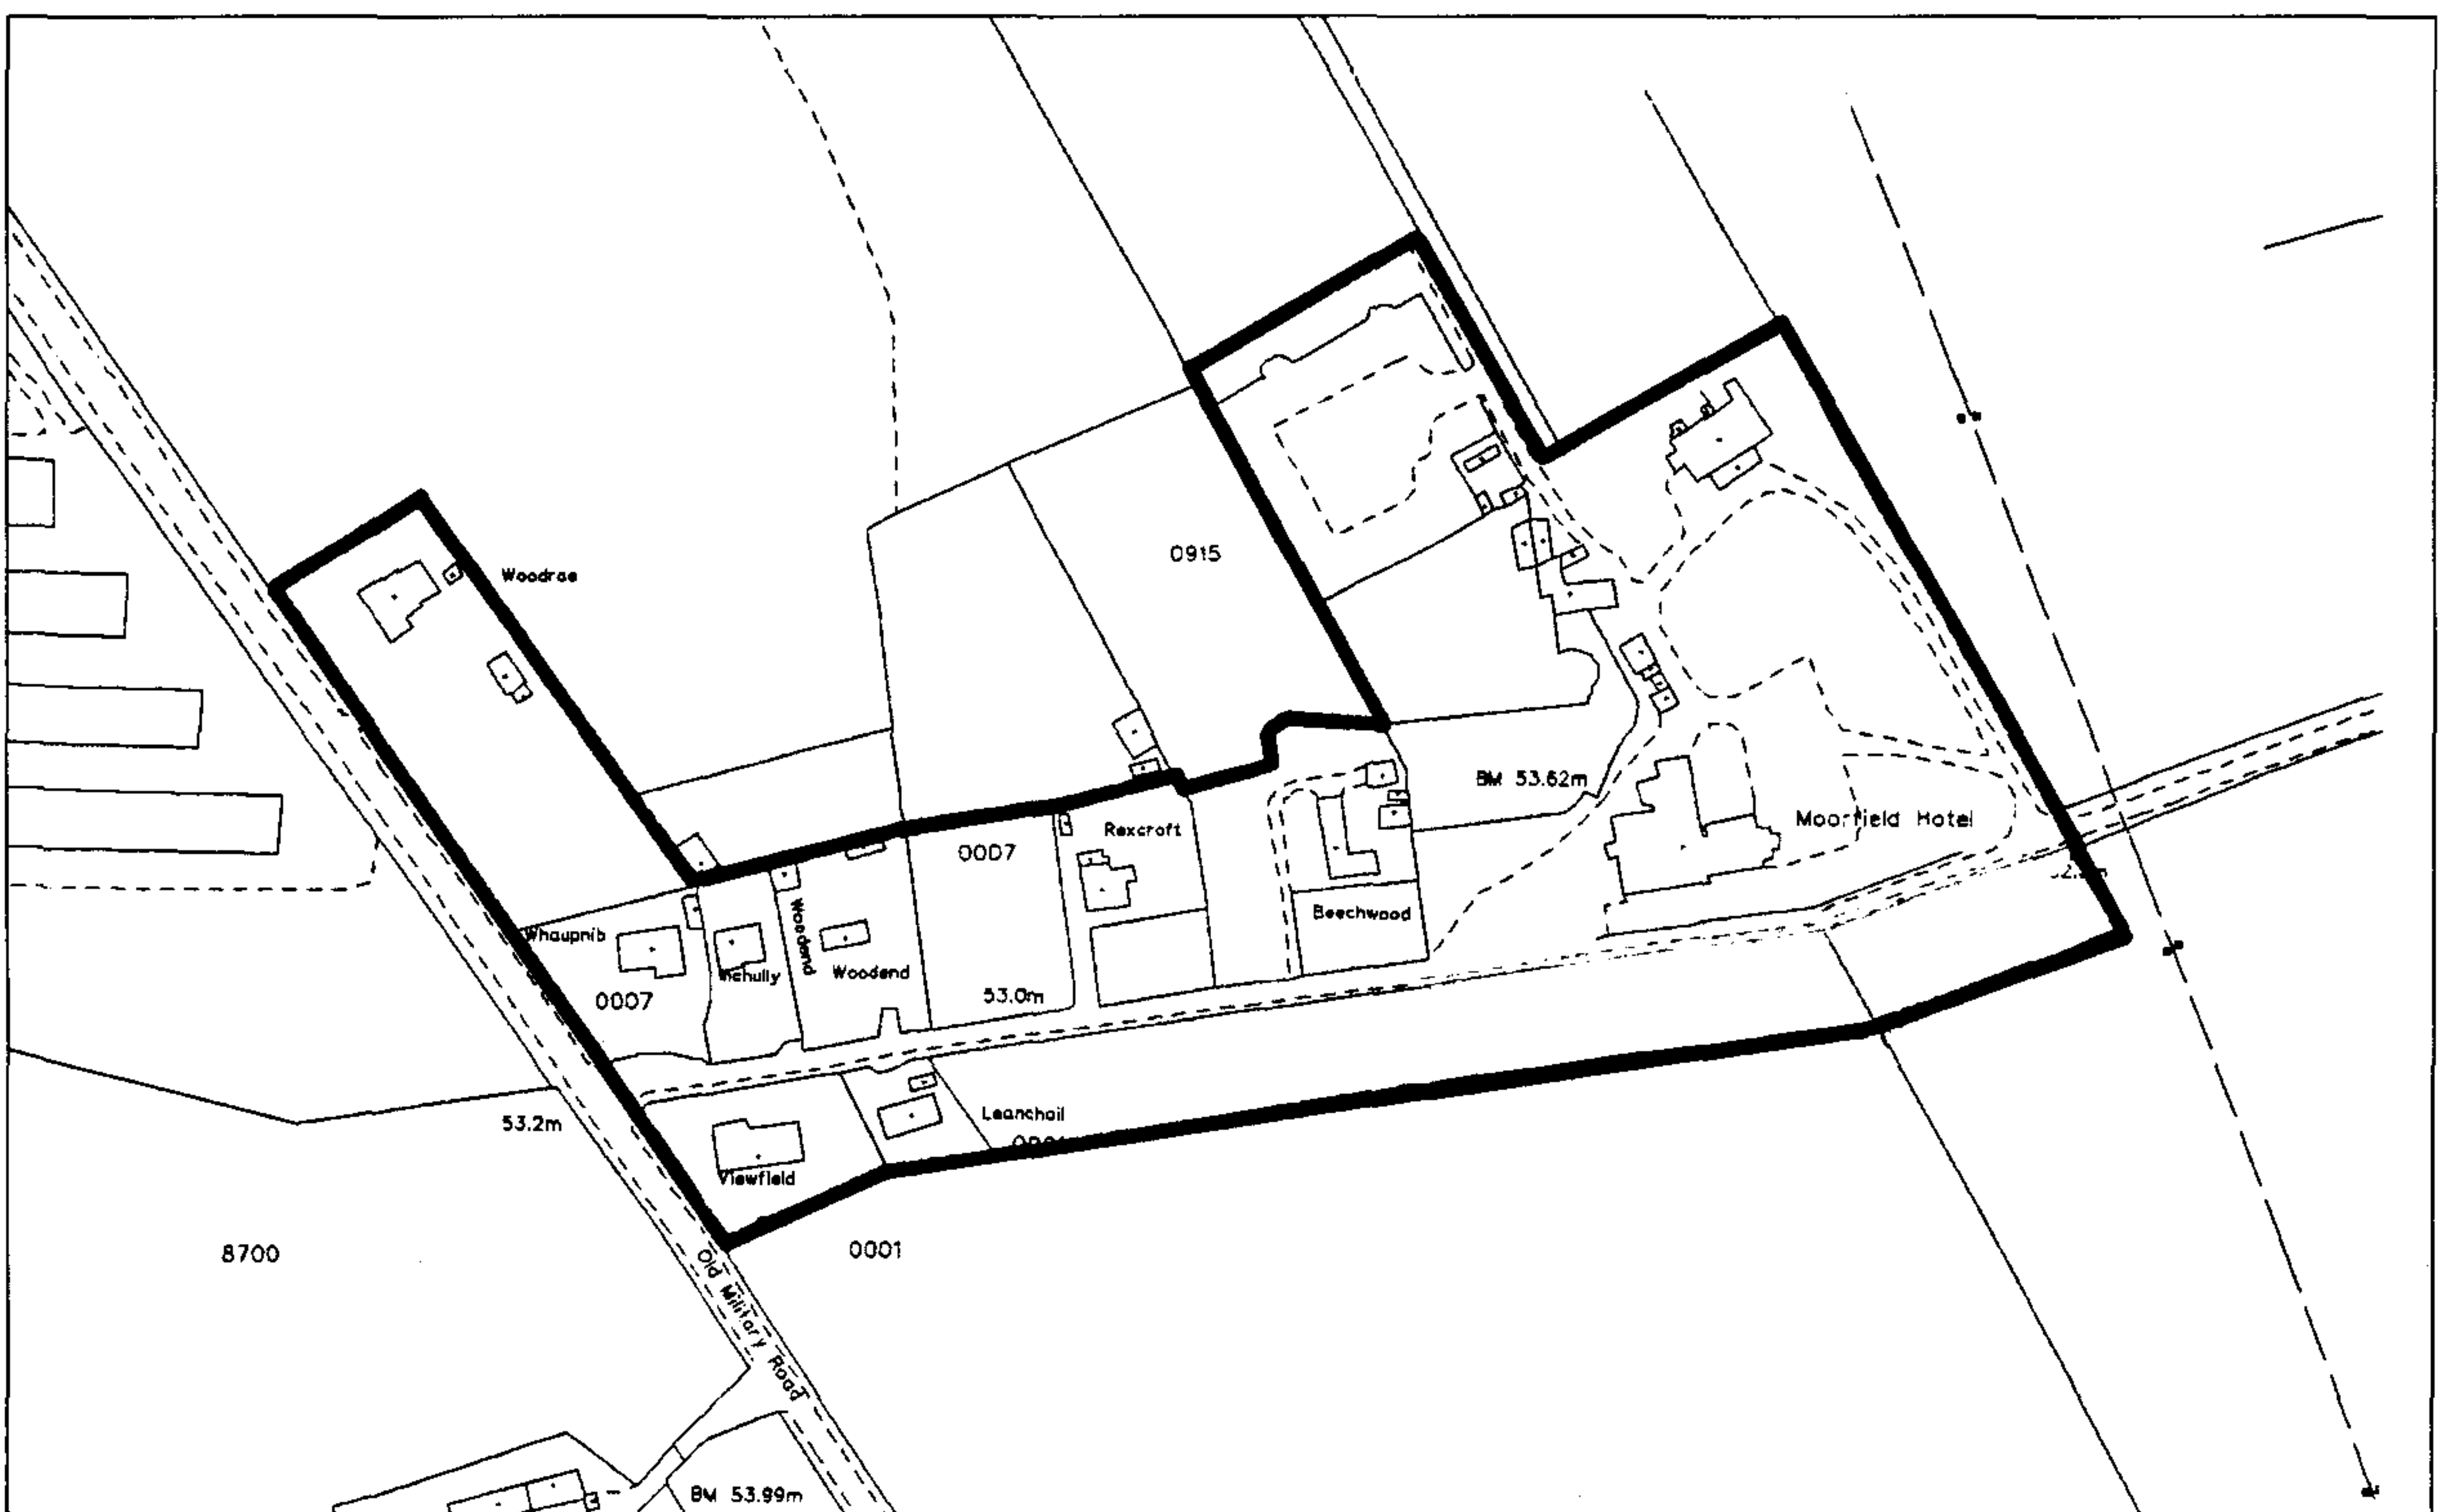 0915
Woodrae
BM 53.62m
Moorfield Hotel
Rexcroft
0007
Beechwood
Whaupnib
Woodend
Woodend
0007
53.0m
Leanchoil
53.2m
Viewfield
8700
0001
Old Military Road
BM 53.99m